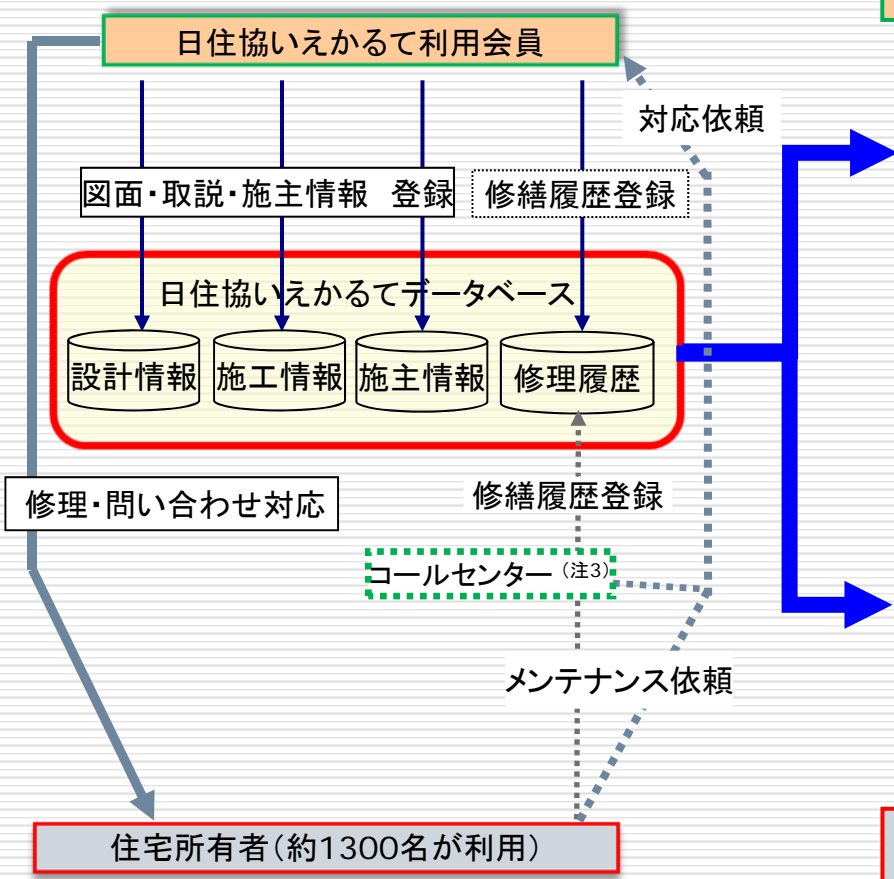 日住協いえかるて利用会員
対応依頼
図面・取説・施主情報 登録
修繕履歴登録
日住協いえかるてデータベース
設計情報
施工情報
施主情報
修理履歴
修理・問い合わせ対応
修繕履歴登録
コールセンター(注3)
メンテナンス依頼
住宅所有者(約1300名が利用)